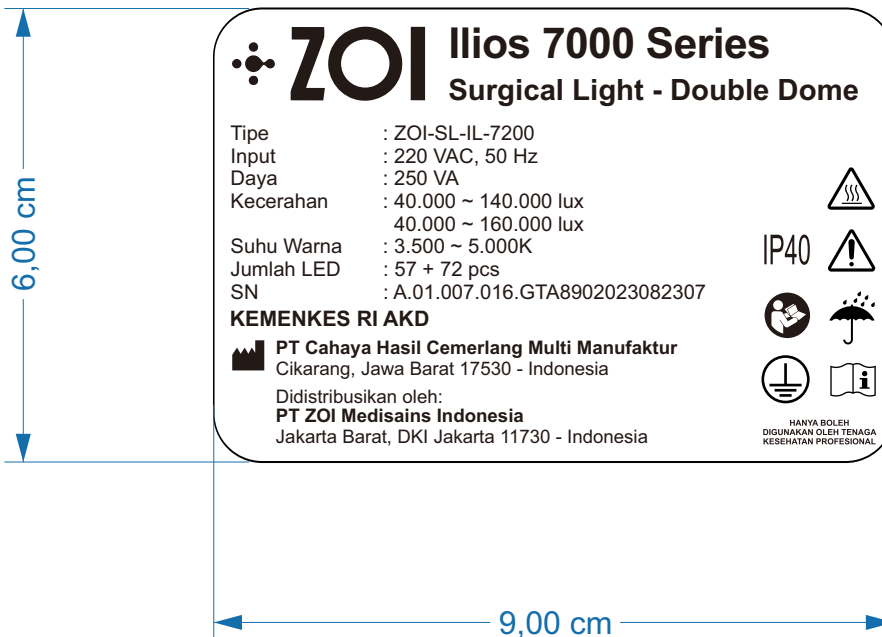 ZOI
Ilios 7000 Series
Surgical Light - Double Dome
Tipe : ZOI-SL-IL-7200
Input : 220 VAC, 50 Hz
Daya : 250 VA
Kecerahan : 40.000 ~ 140.000 lux
40.000 ~ 160.000 lux
Suhu Warna : 3.500 ~ 5.000K
Jumlah LED : 57 + 72 pcs
SN : A.01.007.016.GTA8902023082307
KEMENKES RI AKD
PT Cahaya Hasil Cemerlang Multi Manufaktur
Cikarang, Jawa Barat 17530 - Indonesia
Didistribusikan oleh:
PT ZOI Medisains Indonesia
Jakarta Barat, DKI Jakarta 11730 - Indonesia
IP40
i
HANYA BOLEH
DIGUNAKAN OLEH TENAGA
KESEHATAN PROFESIONAL
6,00 cm
9,00 cm